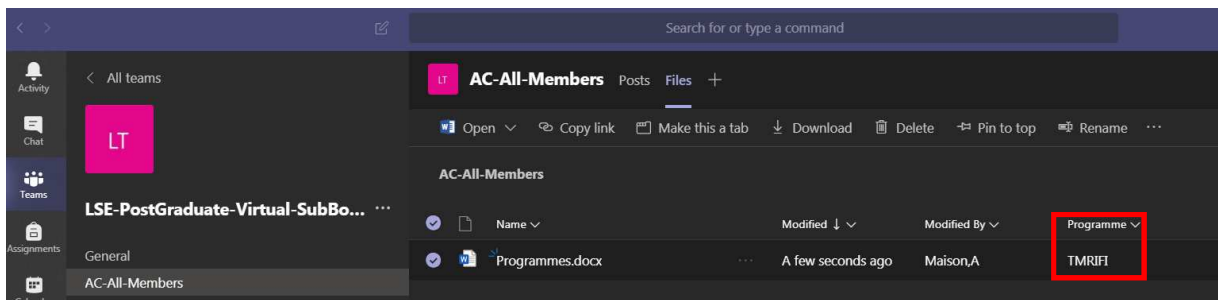 Search for or type a command
Activity
Chat
Teams
Assignments
< All teams
LT
LSE-PostGraduate-Virtual-SubBo... ...
General
AC-All-Members
LT AC-All-Members Posts Files +
Open Copy link Make this a tab Download Delete Pin to top Rename ...
AC-All-Members
Name Modified Modified By Programme
Programmes.docx ... A few seconds ago Maison,A TMRIFI